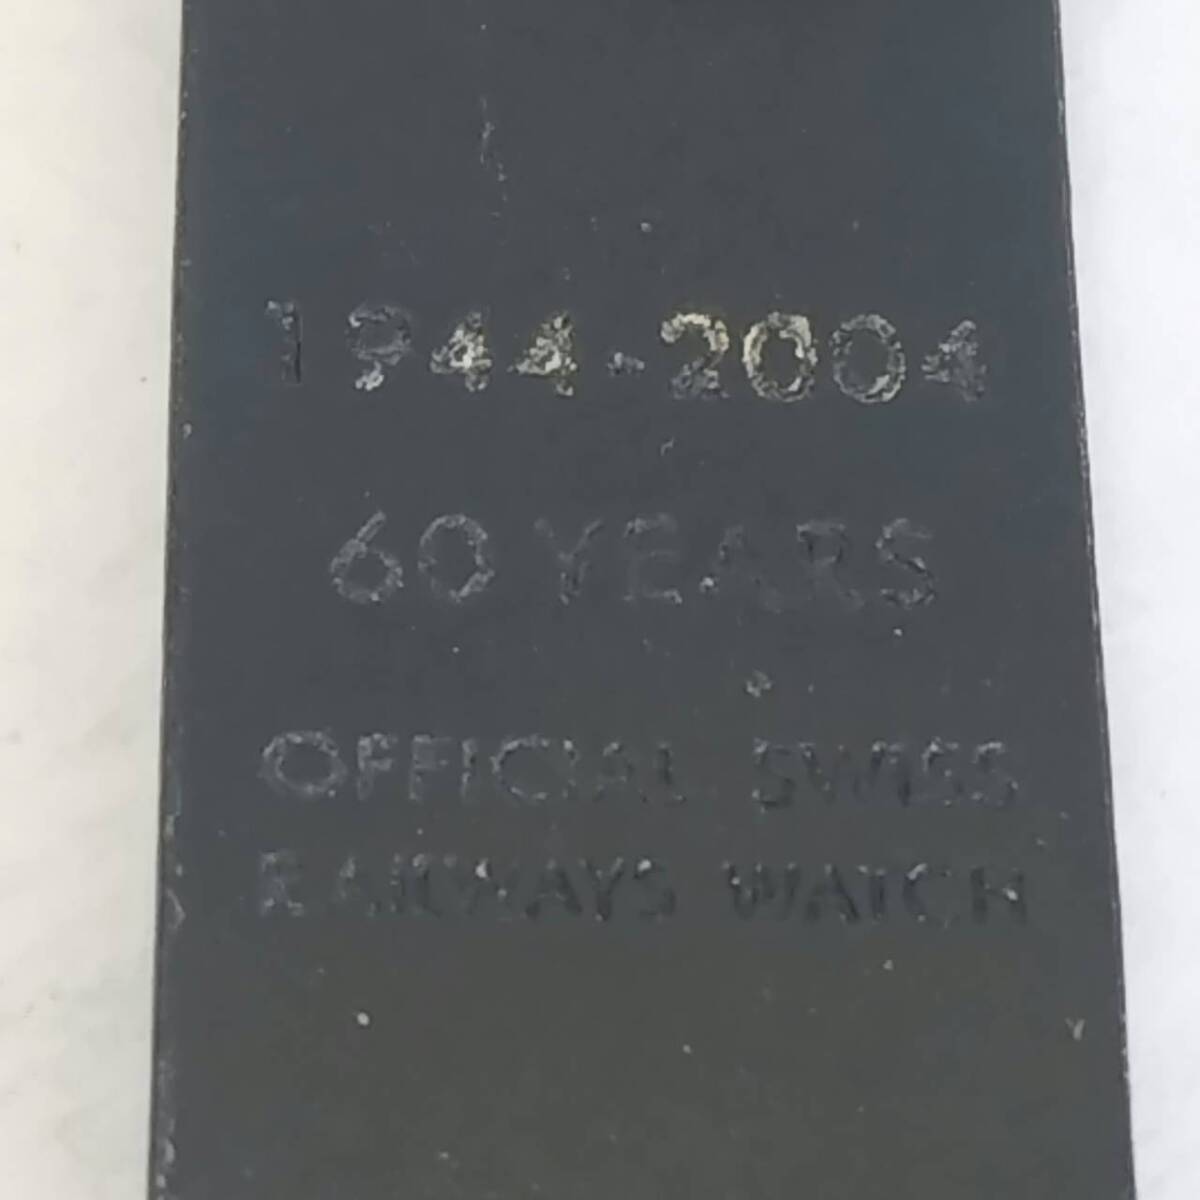 1944-2004
60 YEARS
OFFICIAL SWISS
RAILWAYS WATCH